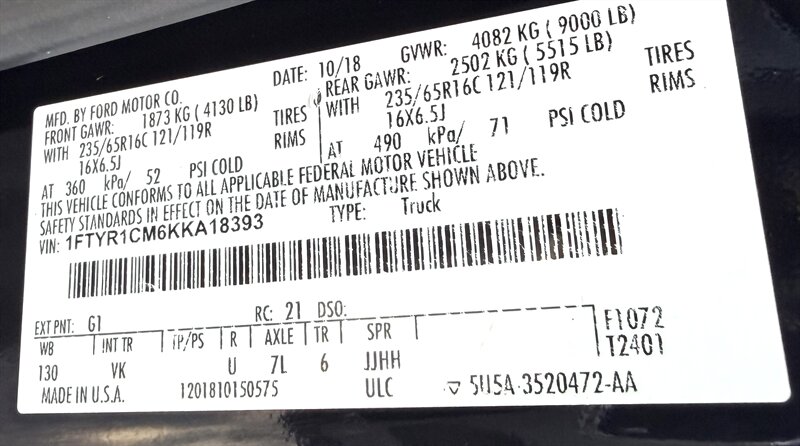 MFD. BY FORD MOTOR CO.
DATE: 10/18 GVWR: 4082 KG ( 9000 LB)
FRONT GAWR: 1873 KG ( 4130 LB)
WITH 235/65R16C 121/119R TIRES
16X6.5J RIMS
AT 360 kPa/ 52 PSI COLD
REAR GAWR: 2502 KG ( 5515 LB)
WITH 235/65R16C 121/119R TIRES
16X6.5J RIMS
AT 490 kPa/ 71 PSI COLD
THIS VEHICLE CONFORMS TO ALL APPLICABLE FEDERAL MOTOR VEHICLE
SAFETY STANDARDS IN EFFECT ON THE DATE OF MANUFACTURE SHOWN ABOVE.
VIN: 1FTYR1CM6KKA18393 TYPE: Truck
EXT PNT: G1 RC: 21 DSO:
WB INT TR TP/PS R AXLE TR SPR F1072
130 VK U 7L 6 JJHH T2401
MADE IN U.S.A. 1201810150575 ULC ▽ 5U5A-3520472-AA